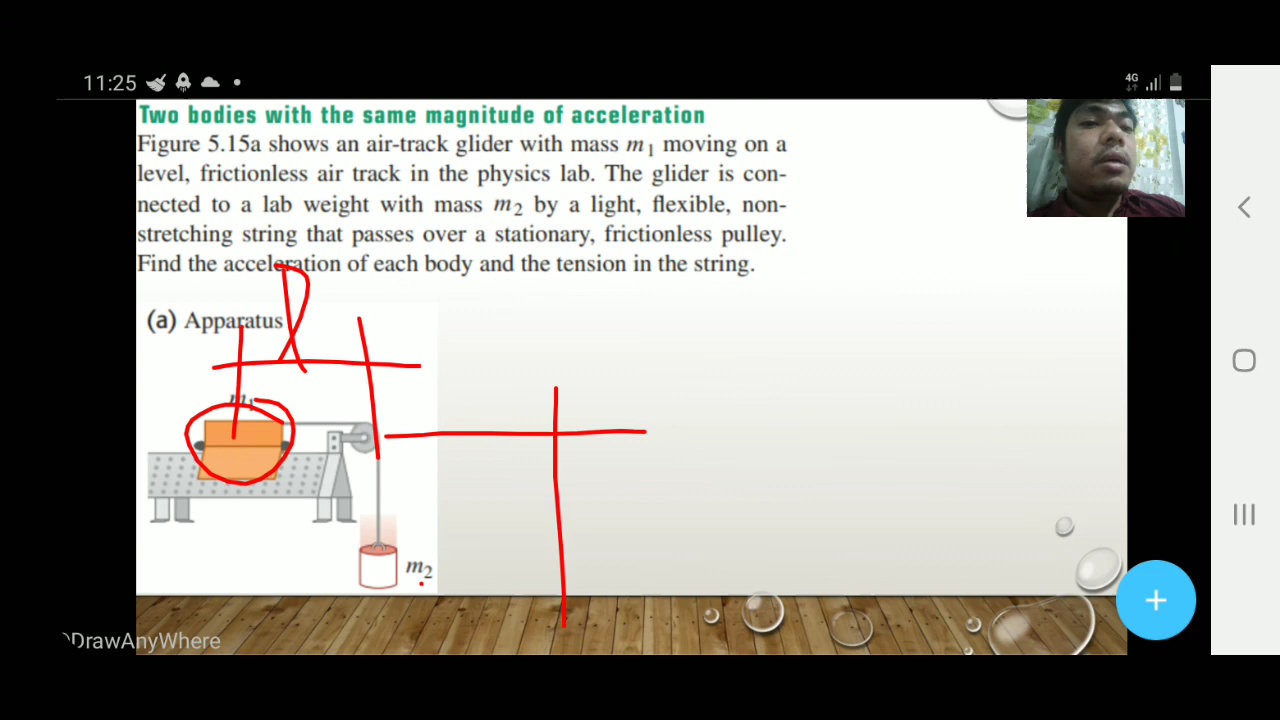 11:25
4G
Two bodies with the same magnitude of acceleration
Figure 5.15a shows an air-track glider with mass m1 moving on a
level, frictionless air track in the physics lab. The glider is con-
nected to a lab weight with mass m2 by a light, flexible, non-
stretching string that passes over a stationary, frictionless pulley.
Find the acceleration of each body and the tension in the string.
(a) Apparatus
m1
m2
DrawAnyWhere